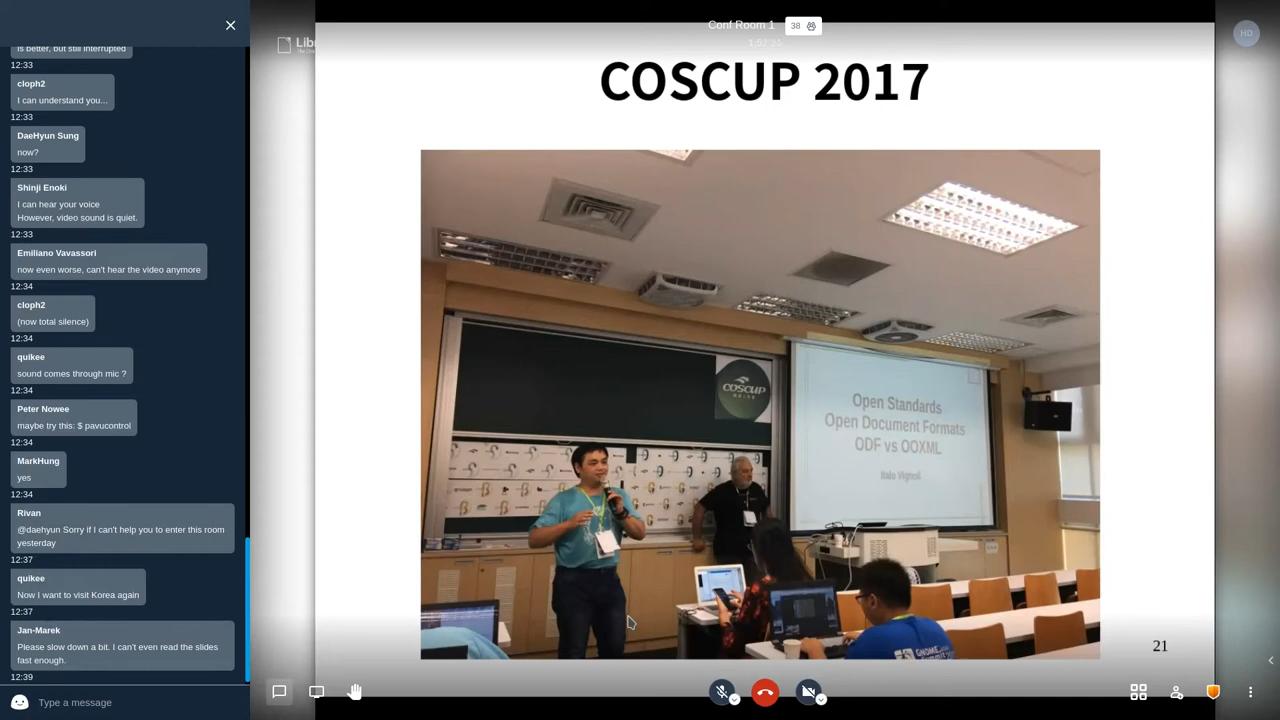 is better, but still interrupted
12:33
cloph2
I can understand you...
12:33
DaeHyun Sung
now?
12:33
Shinji Enoki
I can hear your voice
However, video sound is quiet.
12:33
Emiliano Vavassori
now even worse, can't hear the video anymore
12:34
cloph2
(now total silence)
12:34
quikee
sound comes through mic ?
12:34
Peter Nowee
maybe try this: $ pavucontrol
12:34
MarkHung
yes
12:34
Rivan
@daehyun Sorry if I can't help you to enter this room
yesterday
12:37
quikee
Now I want to visit Korea again
12:37
Jan-Marek
Please slow down a bit. I can't even read the slides
fast enough.
12:39
Type a message
Conf Room 1
38
HD
Libr
COSCUP 2017
COSCUP
Open Standards
Open Document Formats
ODF vs OOXML
Italo Vignoli
GNOME
21